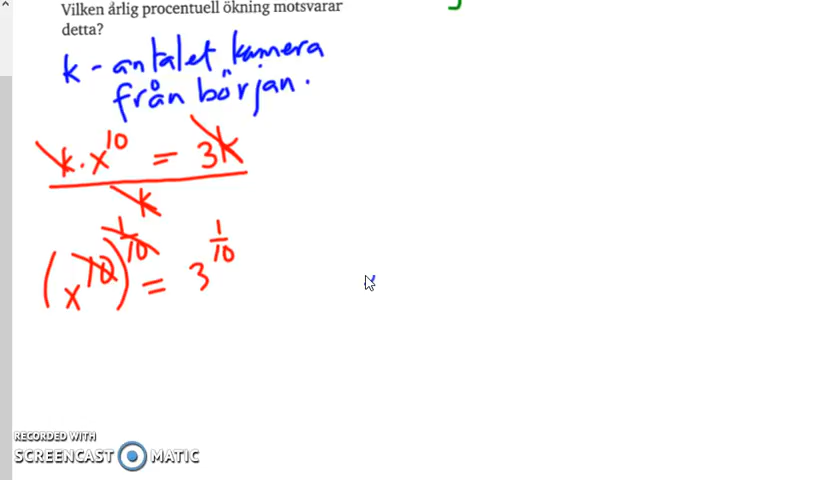 Vilken årlig procentuell ökning motsvarar
detta?
k - antalet kamera
från början.
k · x^10 = 3k
k
(x^10)^1/10 = 3^1/10
RECORDED WITH
SCREENCAST MATIC